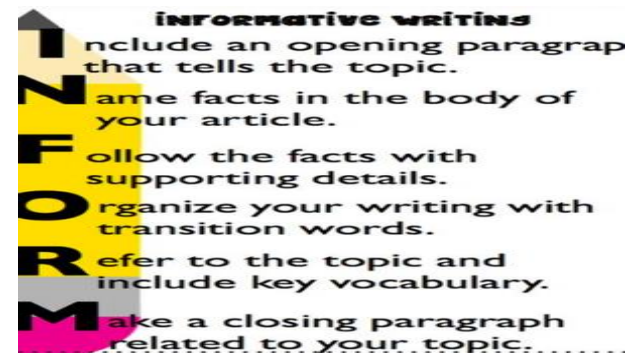 INFORMATIVE WRITING
Include an opening paragrap
that tells the topic.
Name facts in the body of
your article.
Follow the facts with
supporting details.
Organize your writing with
transition words.
Refer to the topic and
include key vocabulary.
Make a closing paragraph
related to your topic.